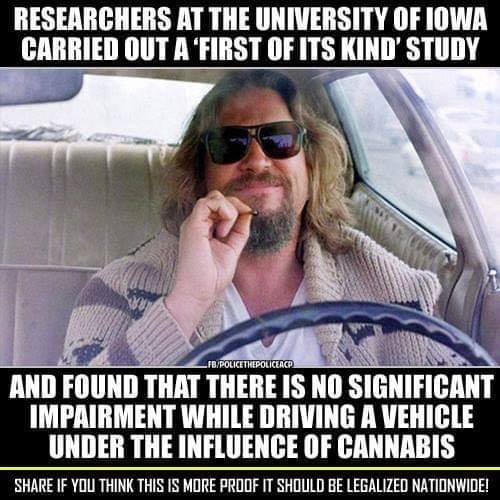 RESEARCHERS AT THE UNIVERSITY OF IOWA
CARRIED OUT A 'FIRST OF ITS KIND' STUDY
FB/POLICETHEPOLICEACP
AND FOUND THAT THERE IS NO SIGNIFICANT
IMPAIRMENT WHILE DRIVING A VEHICLE
UNDER THE INFLUENCE OF CANNABIS
SHARE IF YOU THINK THIS IS MORE PROOF IT SHOULD BE LEGALIZED NATIONWIDE!